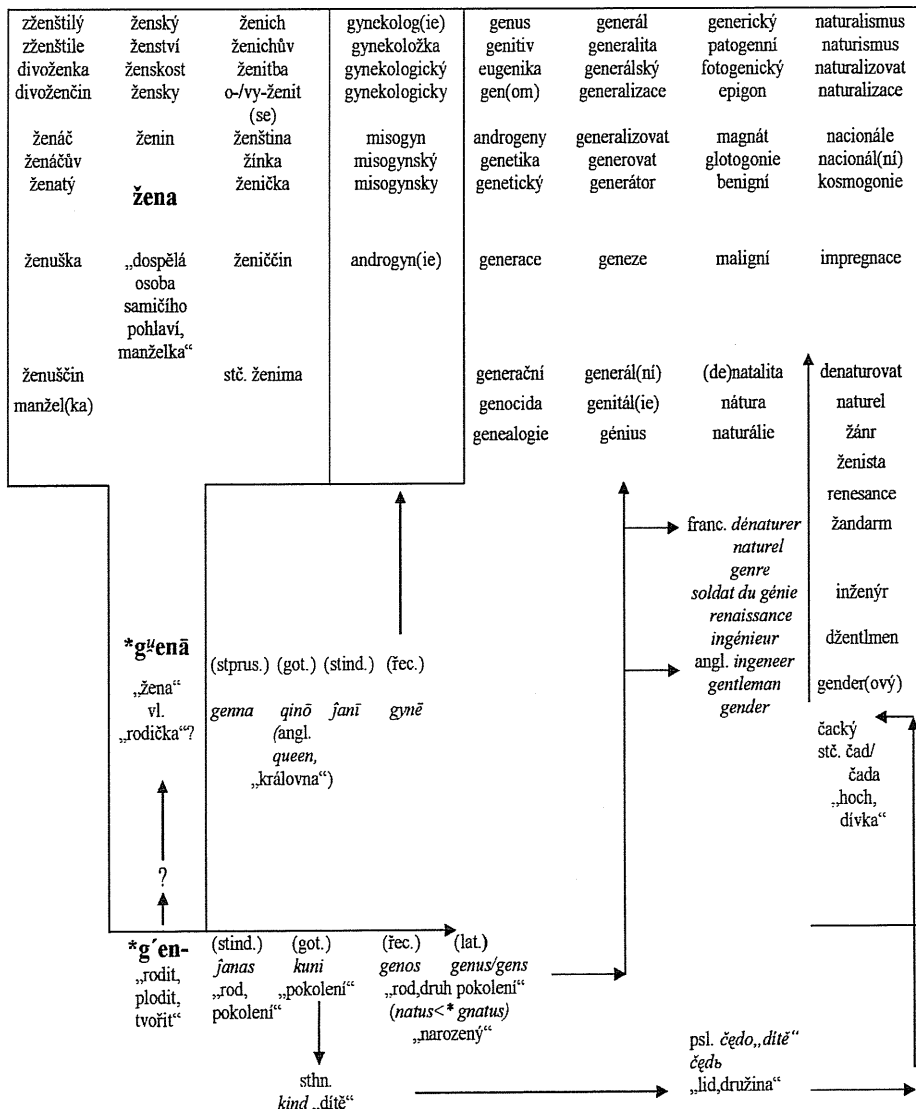 zženštilý ženský ženich gynekolog(ie) genus generál generický naturalismus
zženštile ženství ženichův gynekoložka genitiv generalita patogenní naturismus
divoženka ženskost ženitba gynekologický eugenika generálský fotogenický naturalizovat
divoženčin žensky o-/vy-ženit gynekologicky gen(om) generalizace epigon naturalizace
(se)
ženáč ženin ženština misogyn androgeny generalizovat magnát nacionále
ženáčův žínka misogynský genetika generovat glotogonie nacionál(ní)
ženatý žena ženička misogynsky genetický generátor benigní kosmogonie
ženuška „dospělá ženiččin androgyn(ie) generace geneze maligní impregnace
osoba
samičího
pohlaví,
manželka“
ženuščin stč. ženima generační generál(ní) (de)natalita denaturovat
manžel(ka) genocida genitál(ie) nátura naturel
genealogie génius naturálie žánr
ženista
renesance
franc. dénaturer žandarm
naturel
genre
soldat du génie inženýr
renaissance
ingénieur džentlmen
angl. ingeneer
gentleman gender(ový)
gender
*gu̯enā (stprus.) (got.) (stind.) (řec.)
„žena“ genna qinō ĵanī gynē
vl. (angl.
„rodička“? queen,
„královna“)
čacký
stč. čad/
čada
„hoch,
dívka“
?
*g´en- (stind.) (got.) (řec.) (lat.)
„rodit, ĵanas kuni genos genus/gens
plodit, „rod, „pokolení“ „rod,druh pokolení“
tvořit“ pokolení“ (natus<* gnatus)
„narozený“
psl. čędo„dítě“
čędь
sthn. „lid,družina“
kind „dítě“